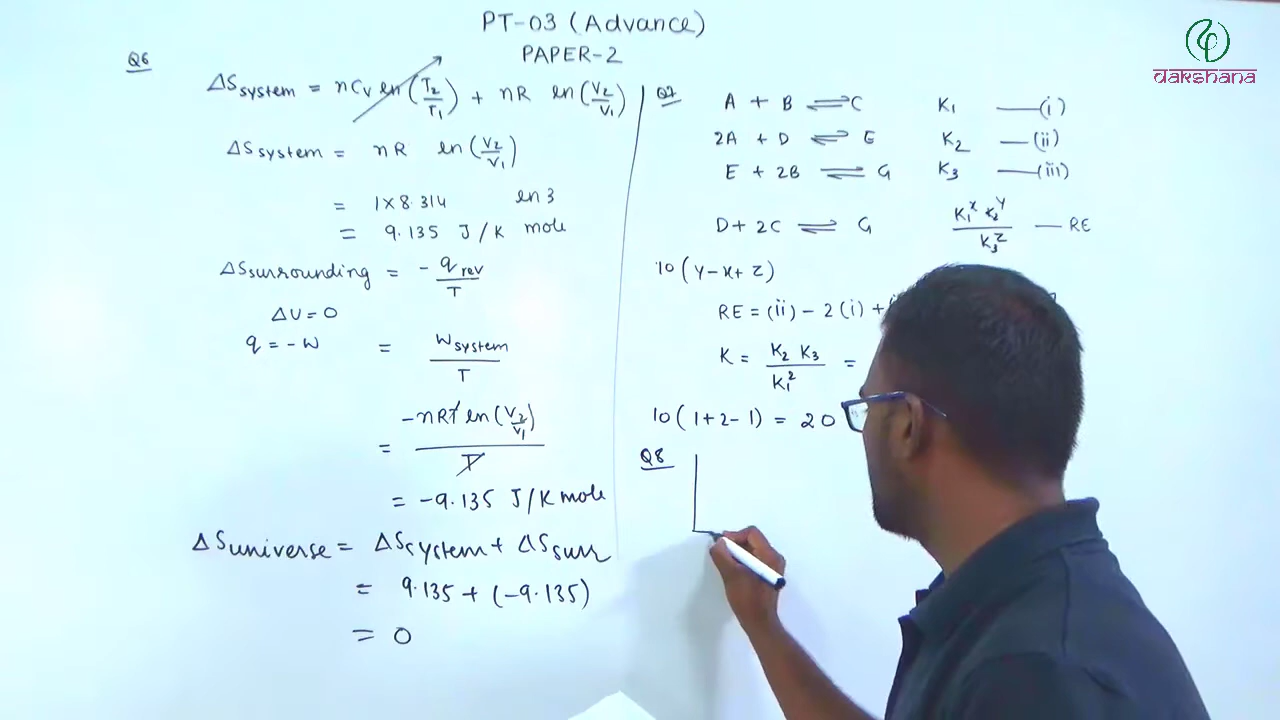 PT-03 (Advance)
PAPER-2
dakshana
Q6
ΔSsystem = nCv ln(T2/T1) + nR ln(V2/V1)
ΔSsystem = nR ln(V2/V1)
= 1×8.314 ln3
= 9.135 J/K mole
ΔSsurrounding = -qrev/T
ΔU=0
q=-W = Wsystem/T
= -nRT ln(V2/V1)/T
= -9.135 J/K mole
ΔSuniverse = ΔSsystem + ΔSsurr
= 9.135 + (-9.135)
= 0
Q7
A + B ⇌ C K1 —(i)
2A + D ⇌ E K2 —(ii)
E + 2B ⇌ G K3 —(iii)
D + 2C ⇌ G K1^x K2^y/K3^z — RE
10(y-x+z)
RE = (ii) - 2(i) +
K = K2 K3/K1^2 =
10(1+2-1) = 20
Q8